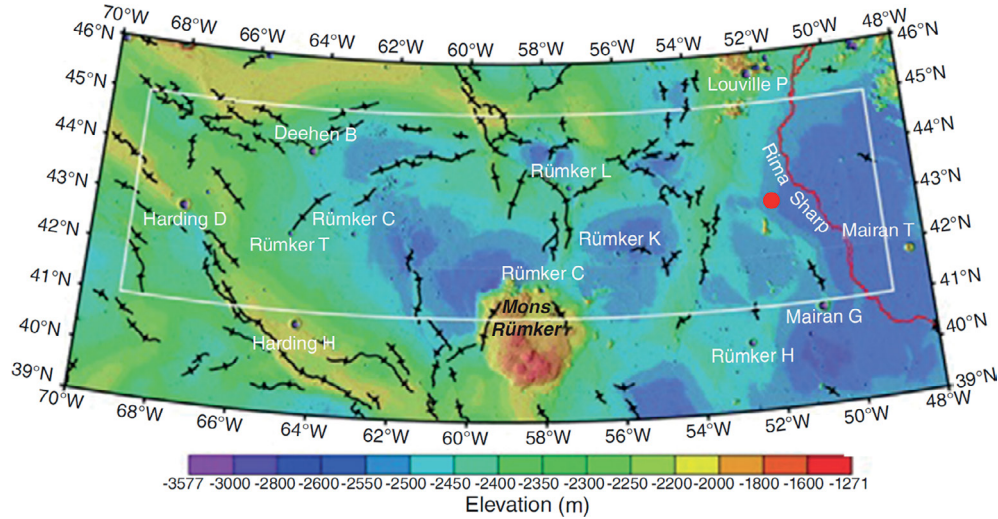 70°W 68°W 66°W 64°W 62°W 60°W 58°W 56°W 54°W 52°W 50°W 48°W
46°N 46°N
45°N 45°N
44°N 44°N
43°N 43°N
42°N 42°N
41°N 41°N
40°N 40°N
39°N 39°N
Louville P
Deehen B
Rümker L
Rima Sharp
Harding D
Rümker C
Rümker T
Rümker K
Mairan T
Rümker C
Mons
Rümker
Mairan G
Harding H
Rümker H
70°W 68°W 66°W 64°W 62°W 60°W 58°W 56°W 54°W 52°W 50°W 48°W
-3577 -3000 -2800 -2600 -2550 -2500 -2450 -2400 -2350 -2300 -2250 -2200 -2000 -1800 -1600 -1271
Elevation (m)